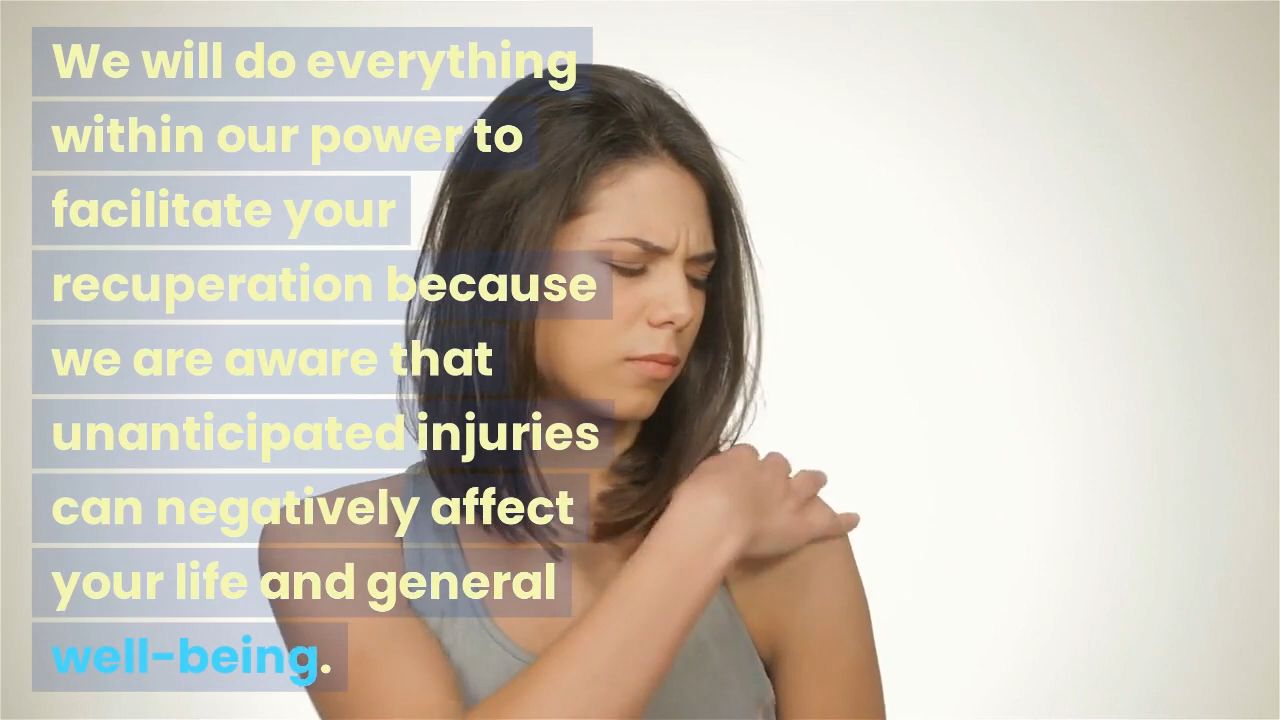 We will do everything
within our power to
facilitate your
recuperation because
we are aware that
unanticipated injuries
can negatively affect
your life and general
well-being.